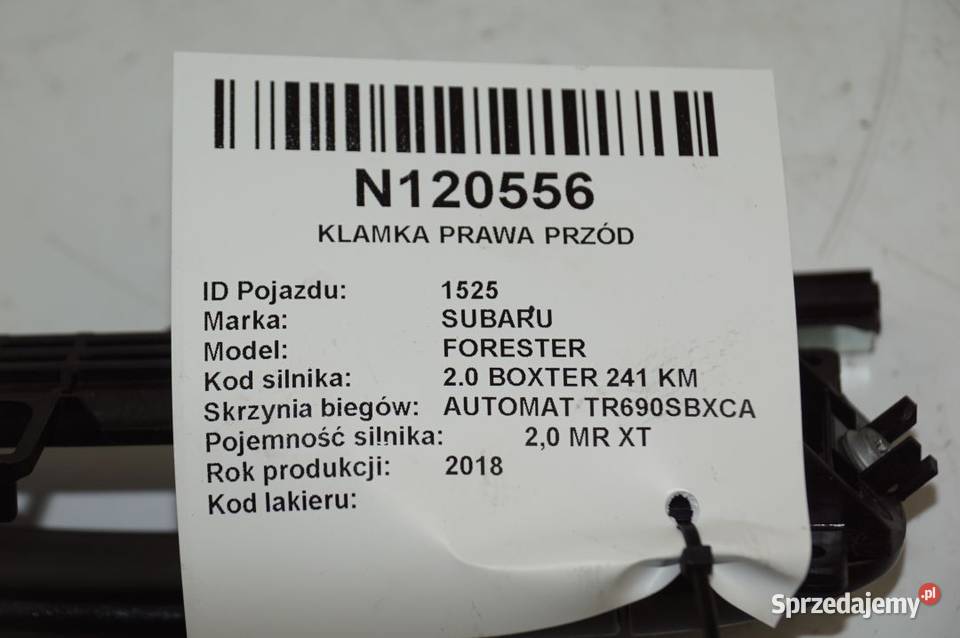 N120556
KLAMKA PRAWA PRZÓD
ID Pojazdu: 1525
Marka: SUBARU
Model: FORESTER
Kod silnika: 2.0 BOXTER 241 KM
Skrzynia biegów: AUTOMAT TR690SBXCA
Pojemność silnika: 2,0 MR XT
Rok produkcji: 2018
Kod lakieru:
Sprzedajemy.pl